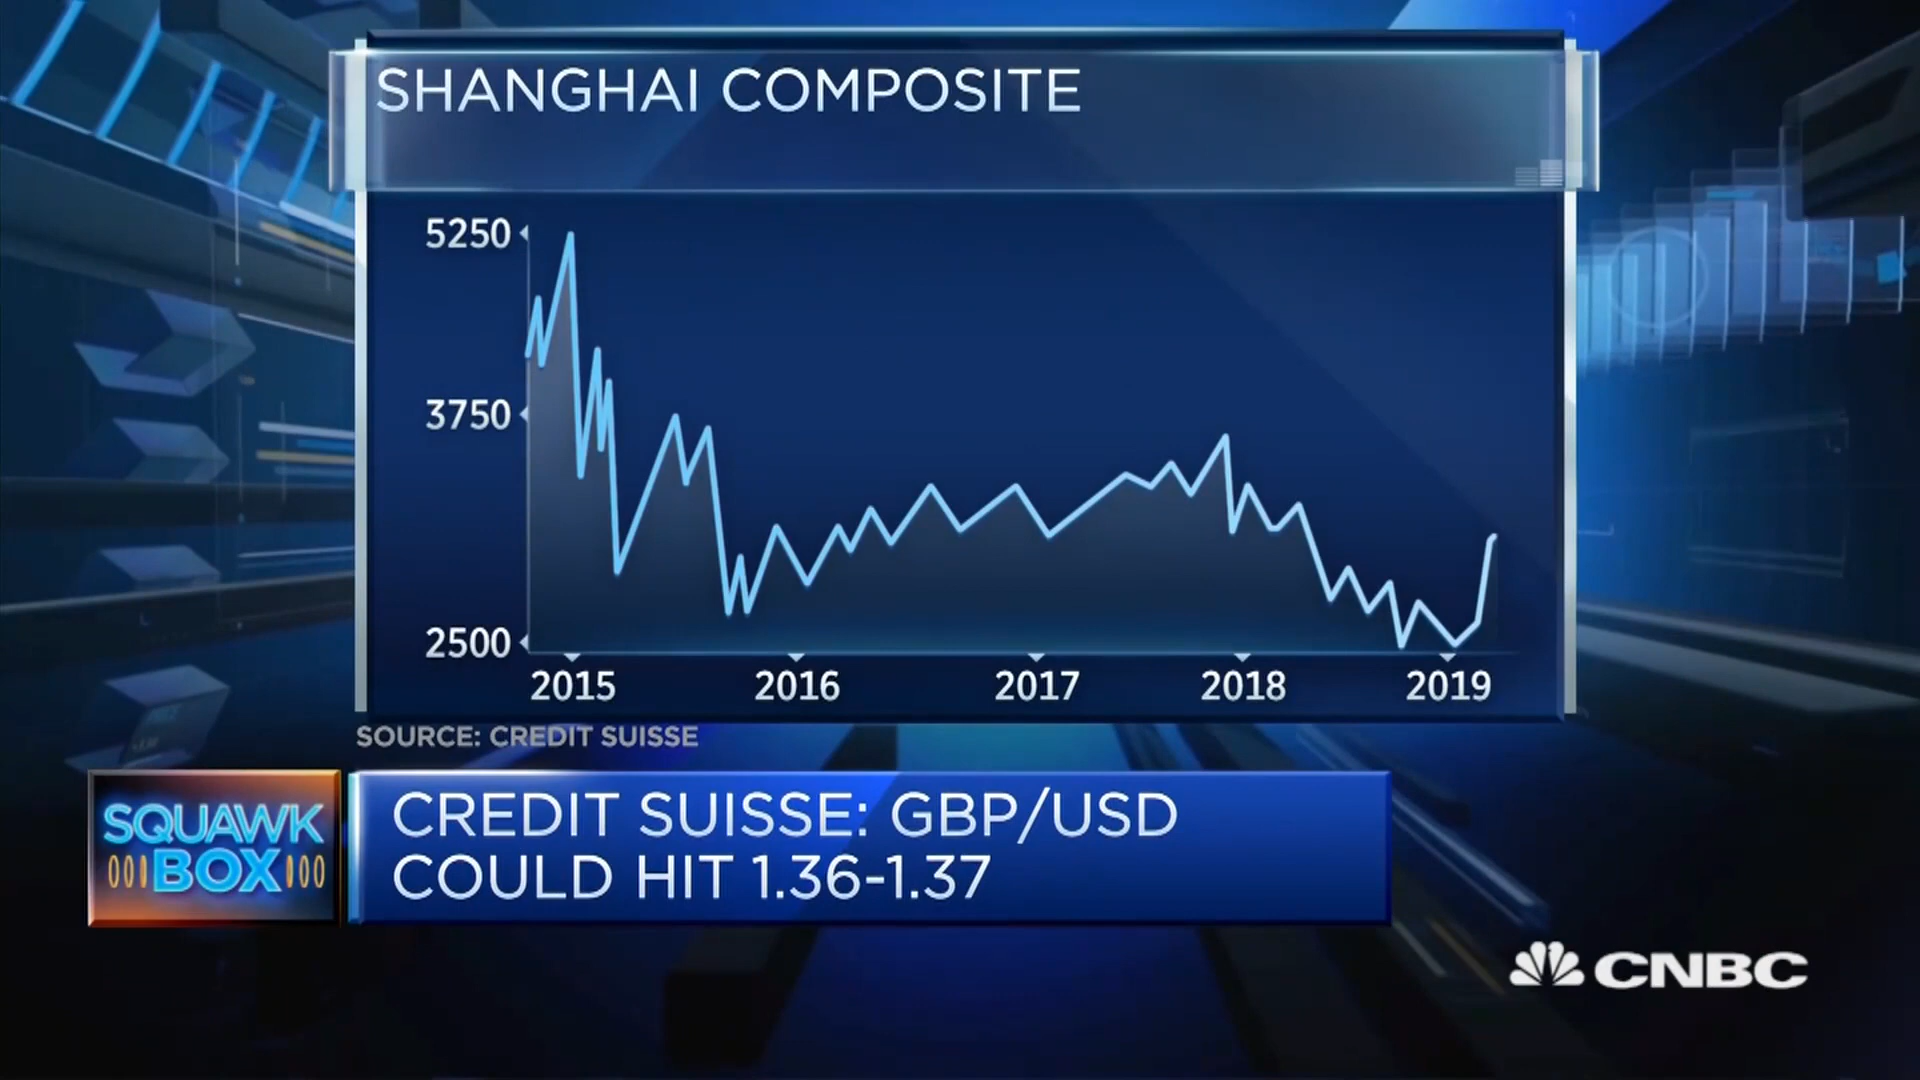 SHANGHAI COMPOSITE
5250
3750
2500
2015 2016 2017 2018 2019
SOURCE: CREDIT SUISSE
SQUAWK
BOX
CREDIT SUISSE: GBP/USD
COULD HIT 1.36-1.37
CNBC